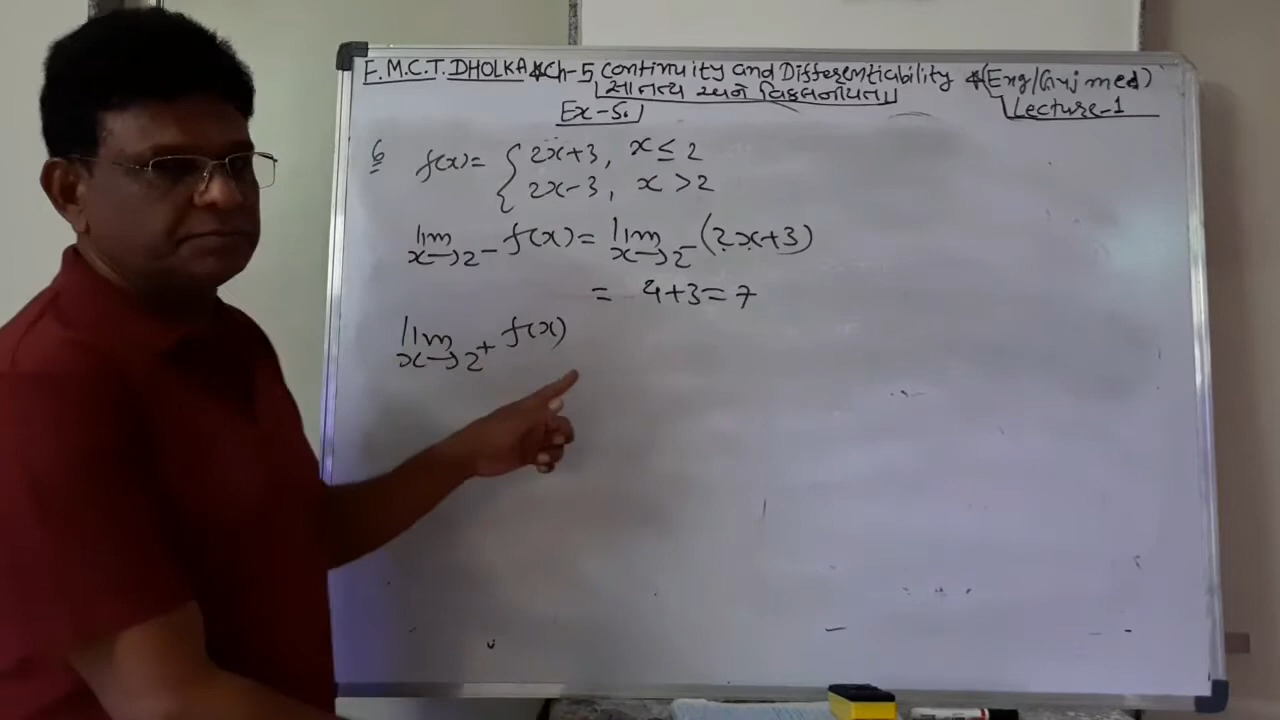 F.M.C.T. DHOLKA * Ch-5 Continuity and Differentiability * (Eng/Guj med)
સાતત્ય અને વિકલનીયતા
Lecture-1
Ex-5.1
6 f(x) = { 2x+3, x ≤ 2
2x-3, x > 2
lim x→2- f(x) = lim x→2- (2x+3)
= 4+3 = 7
lim x→2+ f(x)